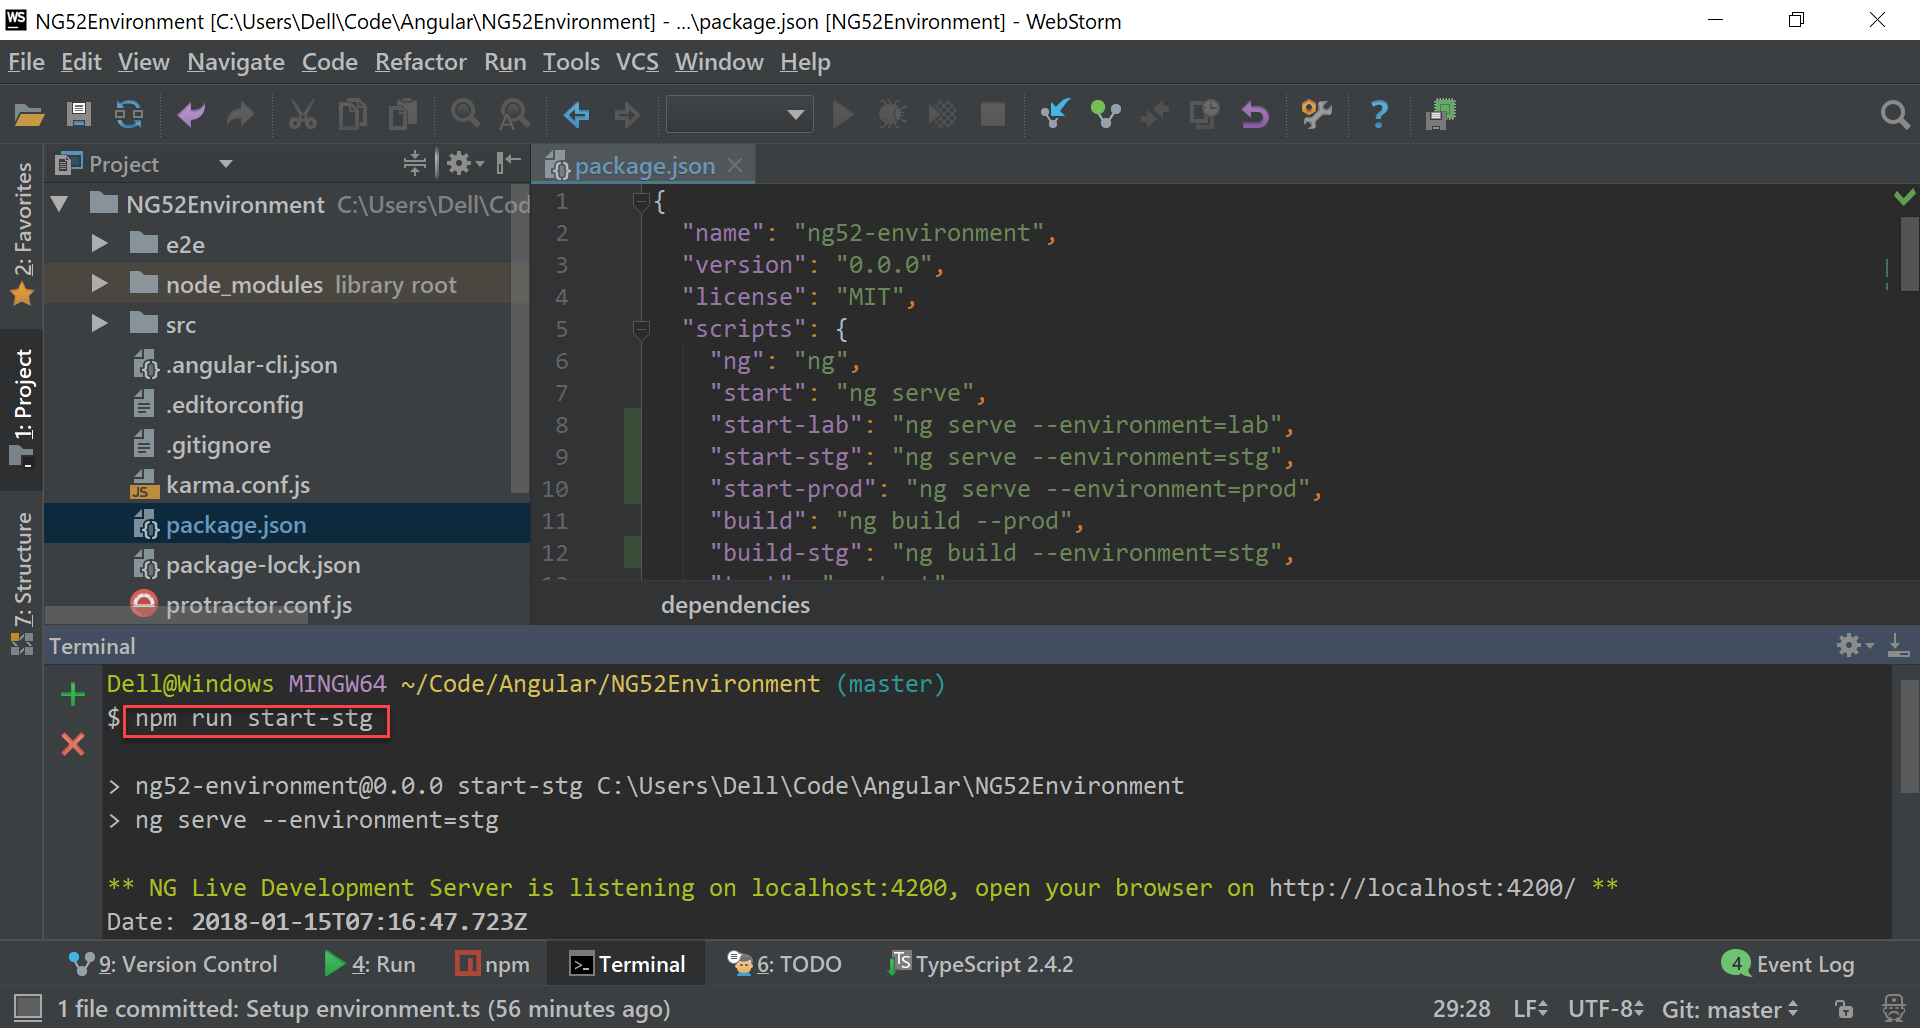 WS NG52Environment [C:\Users\Dell\Code\Angular\NG52Environment] - ...\package.json [NG52Environment] - WebStorm
File Edit View Navigate Code Refactor Run Tools VCS Window Help
Project
package.json
2: Favorites
1: Project
7: Structure
NG52Environment C:\Users\Dell\Cod
e2e
node_modules library root
src
.angular-cli.json
.editorconfig
.gitignore
JS karma.conf.js
package.json
package-lock.json
protractor.conf.js
1 {
2 "name": "ng52-environment",
3 "version": "0.0.0",
4 "license": "MIT",
5 "scripts": {
6 "ng": "ng",
7 "start": "ng serve",
8 "start-lab": "ng serve --environment=lab",
9 "start-stg": "ng serve --environment=stg",
10 "start-prod": "ng serve --environment=prod",
11 "build": "ng build --prod",
12 "build-stg": "ng build --environment=stg",
dependencies
Terminal
Dell@Windows MINGW64 ~/Code/Angular/NG52Environment (master)
$ npm run start-stg
> ng52-environment@0.0.0 start-stg C:\Users\Dell\Code\Angular\NG52Environment
> ng serve --environment=stg
** NG Live Development Server is listening on localhost:4200, open your browser on http://localhost:4200/ **
Date: 2018-01-15T07:16:47.723Z
9: Version Control 4: Run npm Terminal 6: TODO TS TypeScript 2.4.2 4 Event Log
1 file committed: Setup environment.ts (56 minutes ago) 29:28 LF UTF-8 Git: master